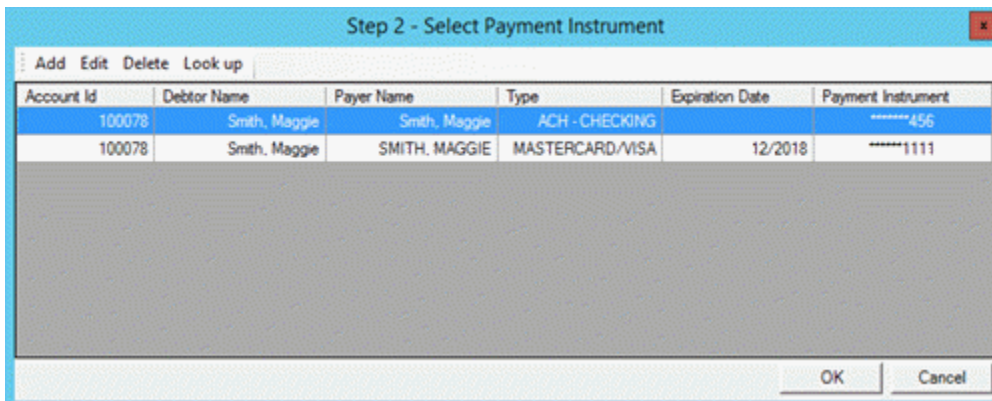 Step 2 - Select Payment Instrument
x
Add Edit Delete Look up
Account Id Debtor Name Payer Name Type Expiration Date Payment Instrument
100078 Smith, Maggie Smith, Maggie ACH - CHECKING *******456
100078 Smith, Maggie SMITH, MAGGIE MASTERCARD/VISA 12/2018 ******1111
OK Cancel